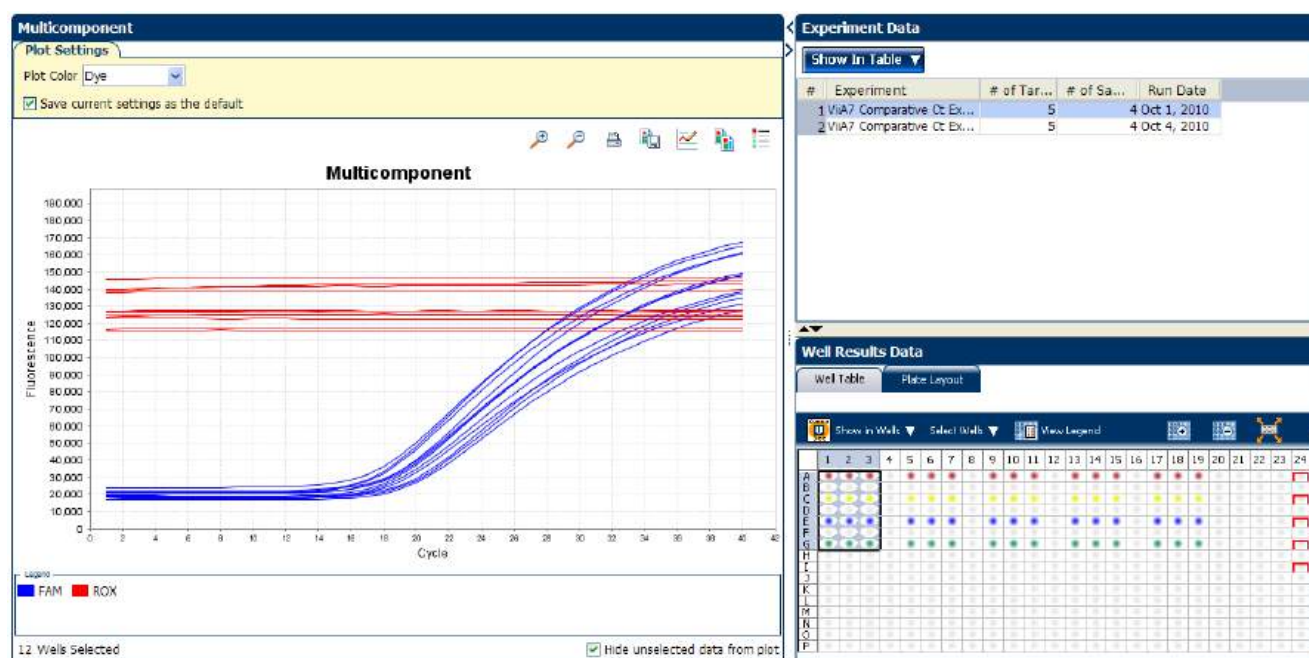 Multicomponent
Plot Settings
Plot Color Dye
Save current settings as the default
Multicomponent
190,000
180,000
170,000
160,000
150,000
140,000
130,000
120,000
110,000
100,000
90,000
80,000
70,000
60,000
50,000
40,000
30,000
20,000
10,000
0
Fluorescence
0 2 4 6 8 10 12 14 16 18 20 22 24 26 28 30 32 34 36 38 40 42
Cycle
Legend
FAM ROX
12 Wells Selected
Hide unselected data from plot
Experiment Data
Show In Table ▼
# Experiment # of Tar... # of Sa... Run Date
1 ViiA7 Comparative Ct Ex... 5 4 Oct 1, 2010
2 ViiA7 Comparative Ct Ex... 5 4 Oct 4, 2010
Well Results Data
Well Table Plate Layout
Show in Wells ▼ Select Wells ▼ View Legend
1 2 3 4 5 6 7 8 9 10 11 12 13 14 15 16 17 18 19 20 21 22 23 24
A
B
C
D
E
F
G
H
I
J
K
L
M
N
O
P